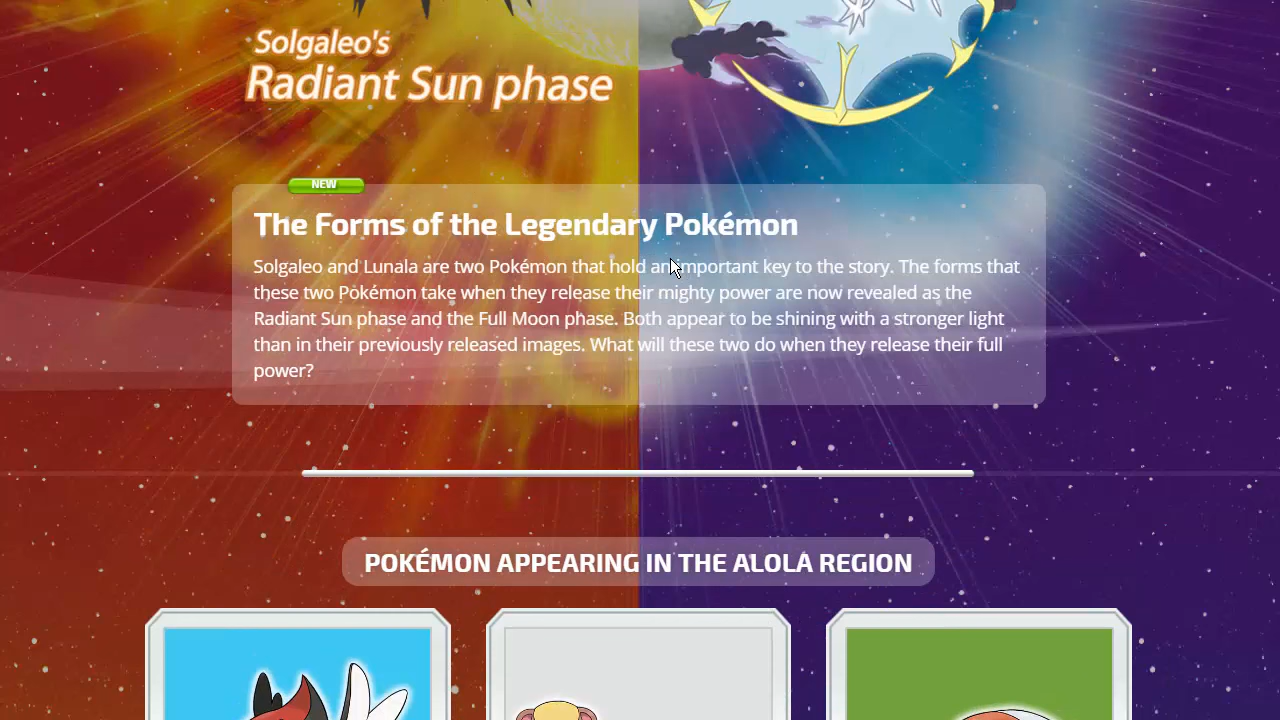 Solgaleo's
Radiant Sun phase
NEW
The Forms of the Legendary Pokémon
Solgaleo and Lunala are two Pokémon that hold an important key to the story. The forms that
these two Pokémon take when they release their mighty power are now revealed as the
Radiant Sun phase and the Full Moon phase. Both appear to be shining with a stronger light
than in their previously released images. What will these two do when they release their full
power?
POKÉMON APPEARING IN THE ALOLA REGION